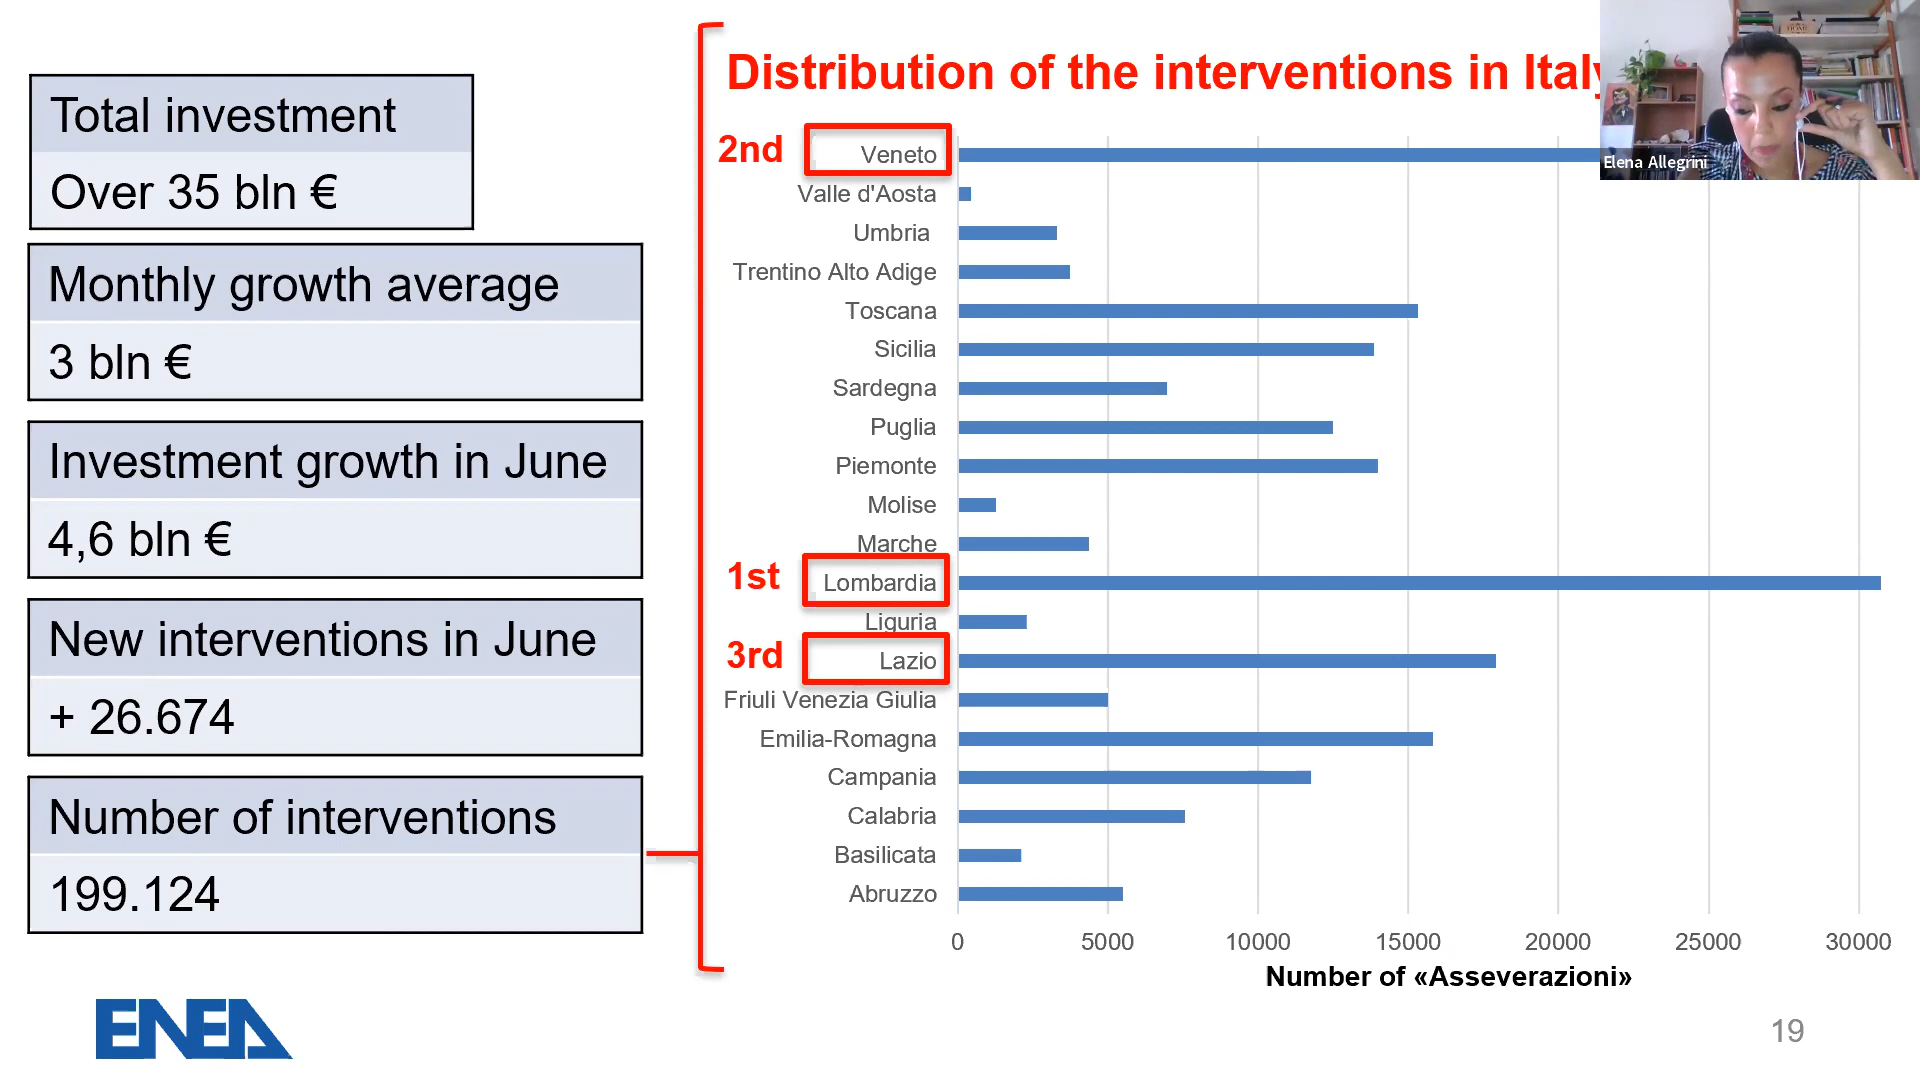 Total investment
Over 35 bln €
Monthly growth average
3 bln €
Investment growth in June
4,6 bln €
New interventions in June
+ 26.674
Number of interventions
199.124
ENEA
Distribution of the interventions in Italy
2nd
Veneto
Valle d'Aosta
Umbria
Trentino Alto Adige
Toscana
Sicilia
Sardegna
Puglia
Piemonte
Molise
Marche
1st
Lombardia
Liguria
3rd
Lazio
Friuli Venezia Giulia
Emilia-Romagna
Campania
Calabria
Basilicata
Abruzzo
0 5000 10000 15000 20000 25000 30000
Number of «Asseverazioni»
Elena Allegrini
19